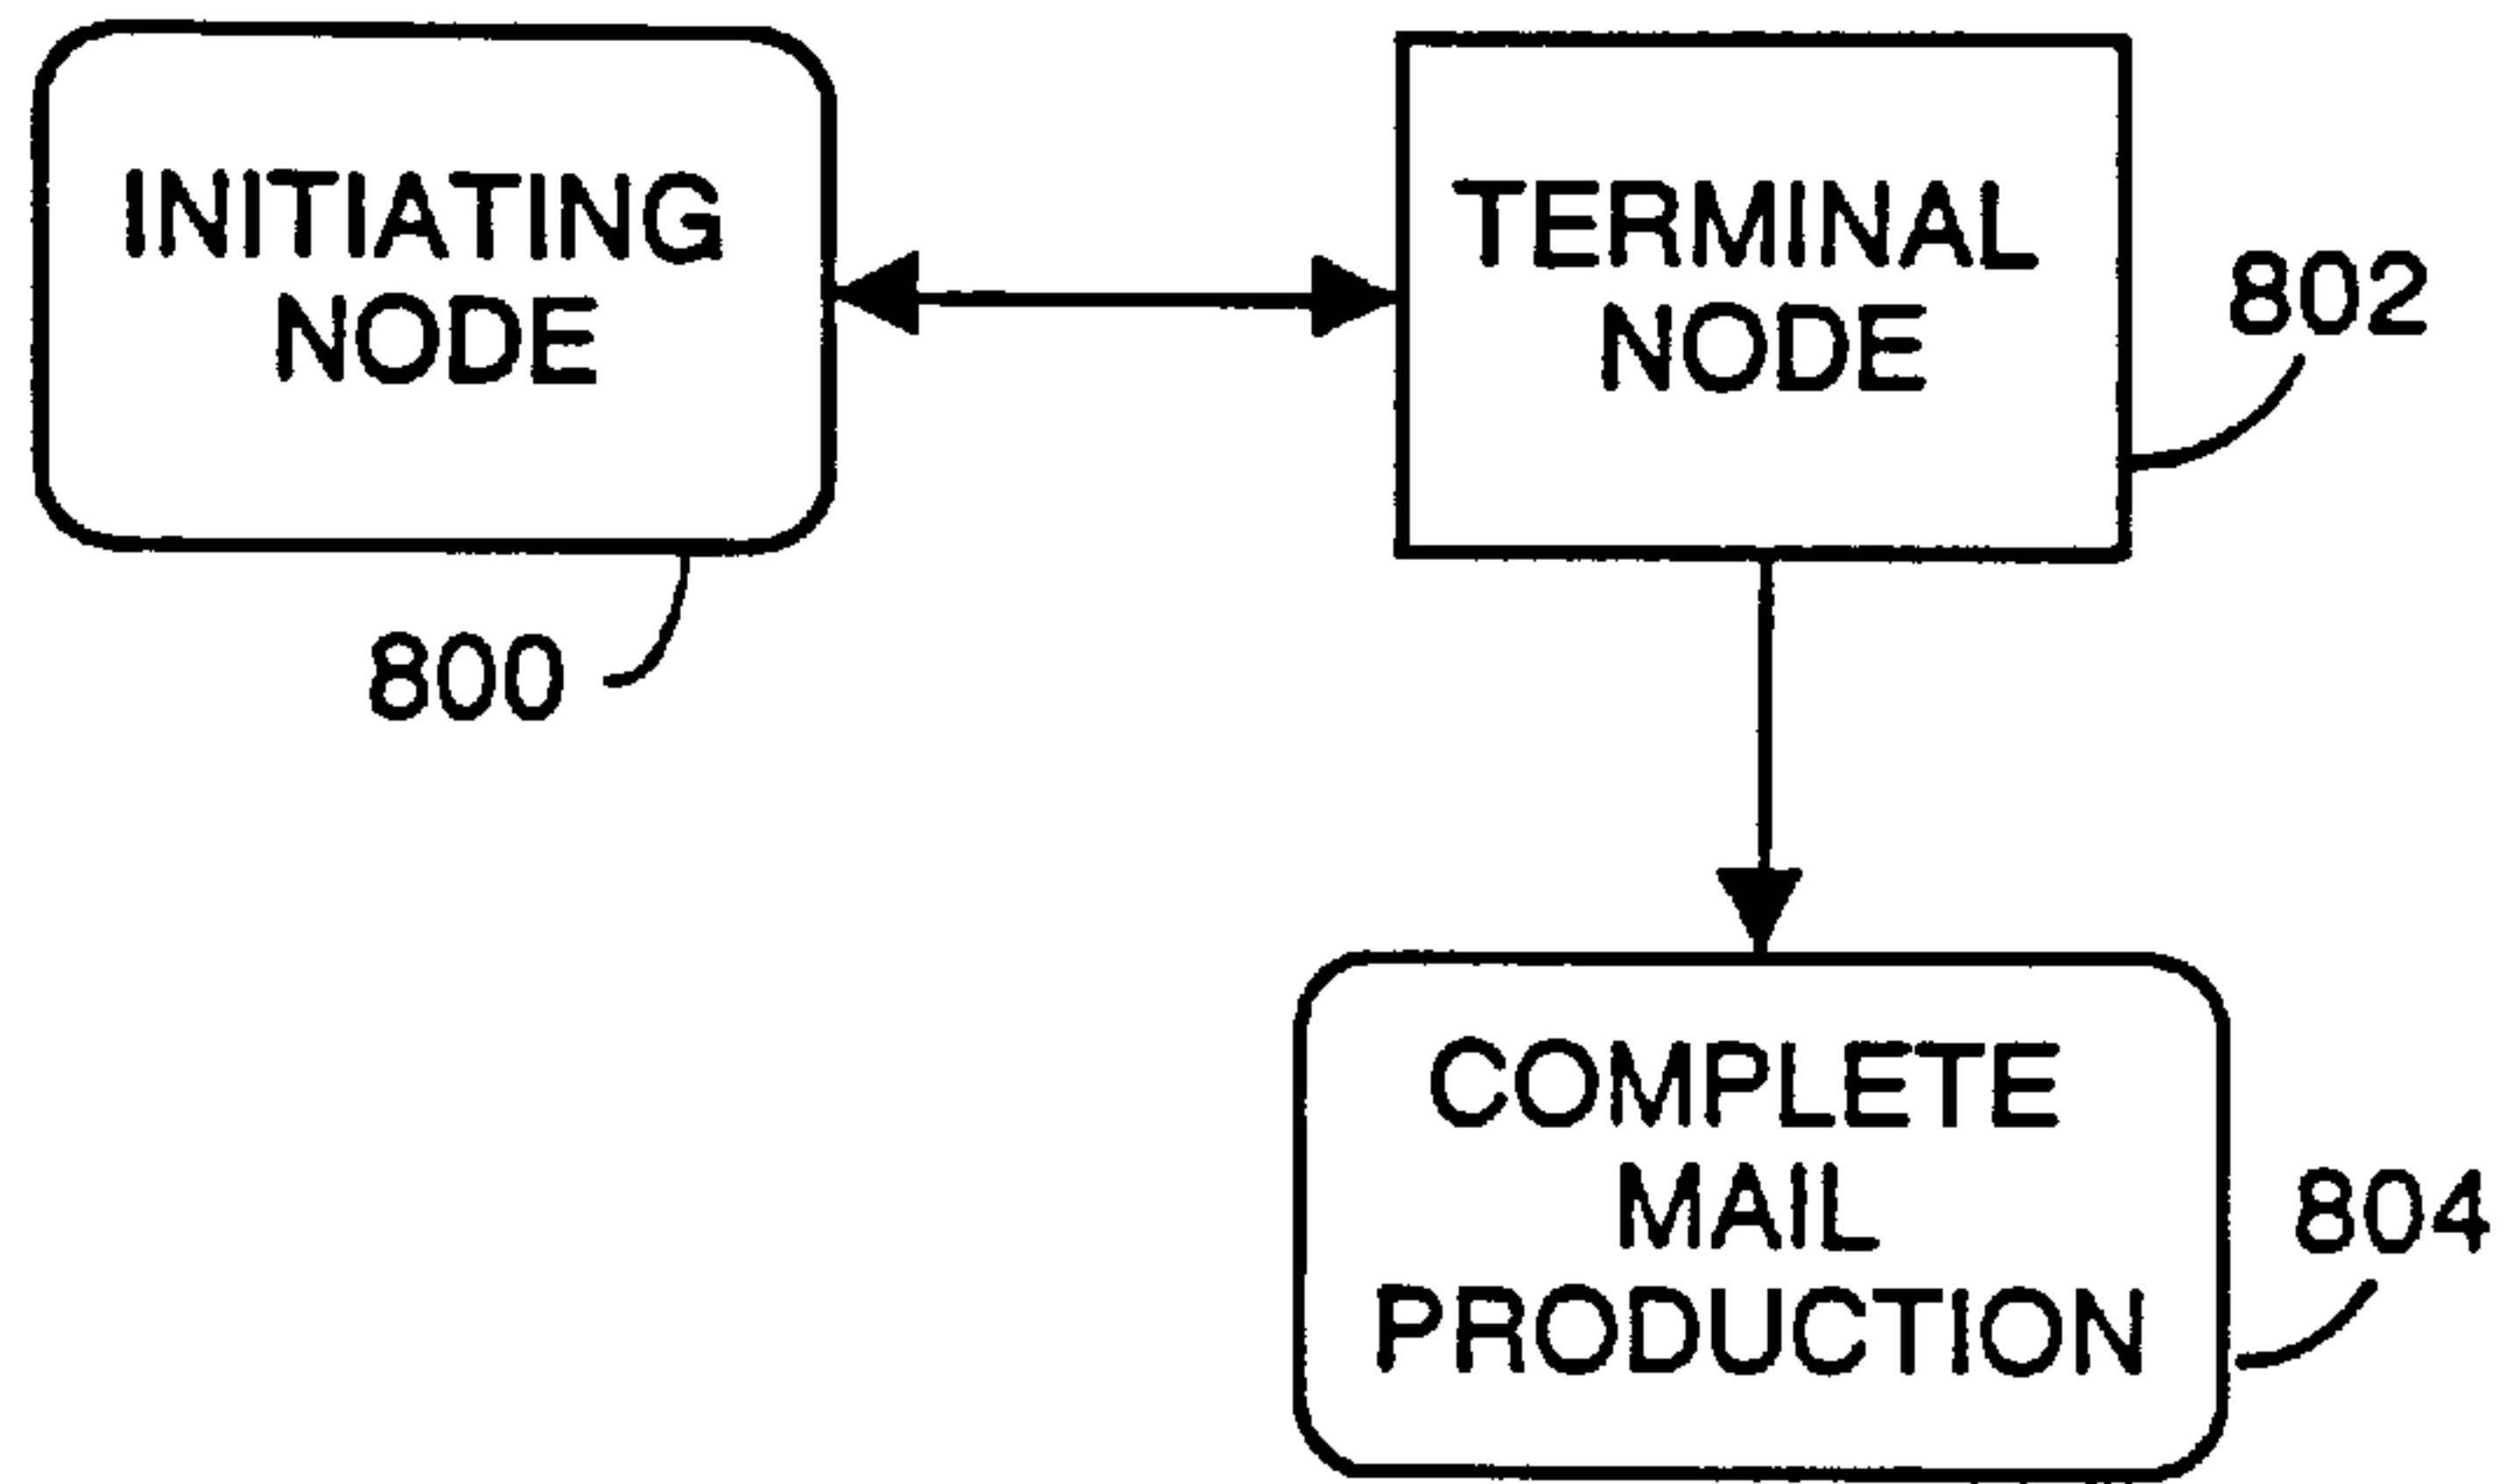 INITIATING
NODE
800
TERMINAL
NODE
802
COMPLETE
MAIL
PRODUCTION
804